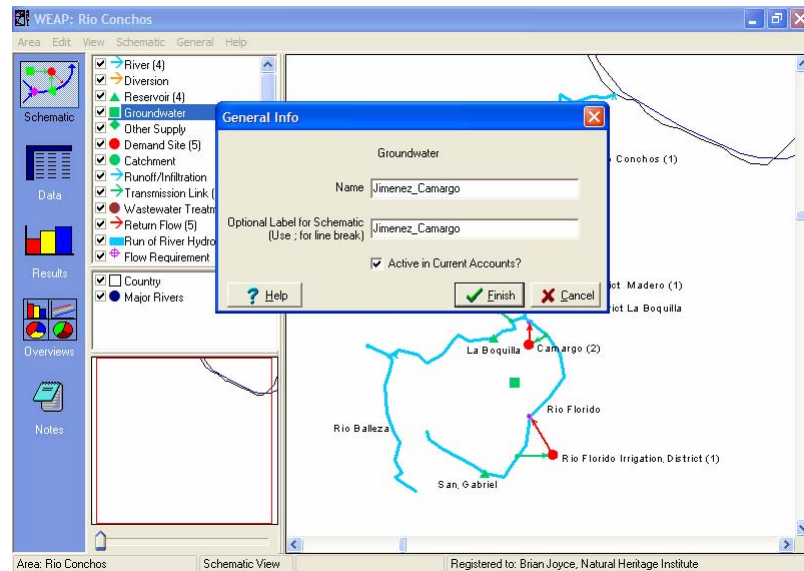 WEAP: Rio Conchos
Area Edit View Schematic General Help
Schematic
Data
Results
Overviews
Notes
River (4)
Diversion
Reservoir (4)
Groundwater
Other Supply
Demand Site (5)
Catchment
Runoff/Infiltration
Transmission Link (
Wastewater Treatm
Return Flow (5)
Run of River Hydro
Flow Requirement
Country
Major Rivers
General Info
Groundwater
Name Jimenez_Camargo
Optional Label for Schematic
(Use ; for line break) Jimenez_Camargo
Active in Current Accounts?
Help Finish Cancel
Conchos (1)
Madero (1)
La Boquilla
La Boquilla Camargo (2)
Rio Florido
Rio Balleza
Rio Florido Irrigation, District (1)
San, Gabriel
Area: Rio Conchos Schematic View Registered to: Brian Joyce, Natural Heritage Institute